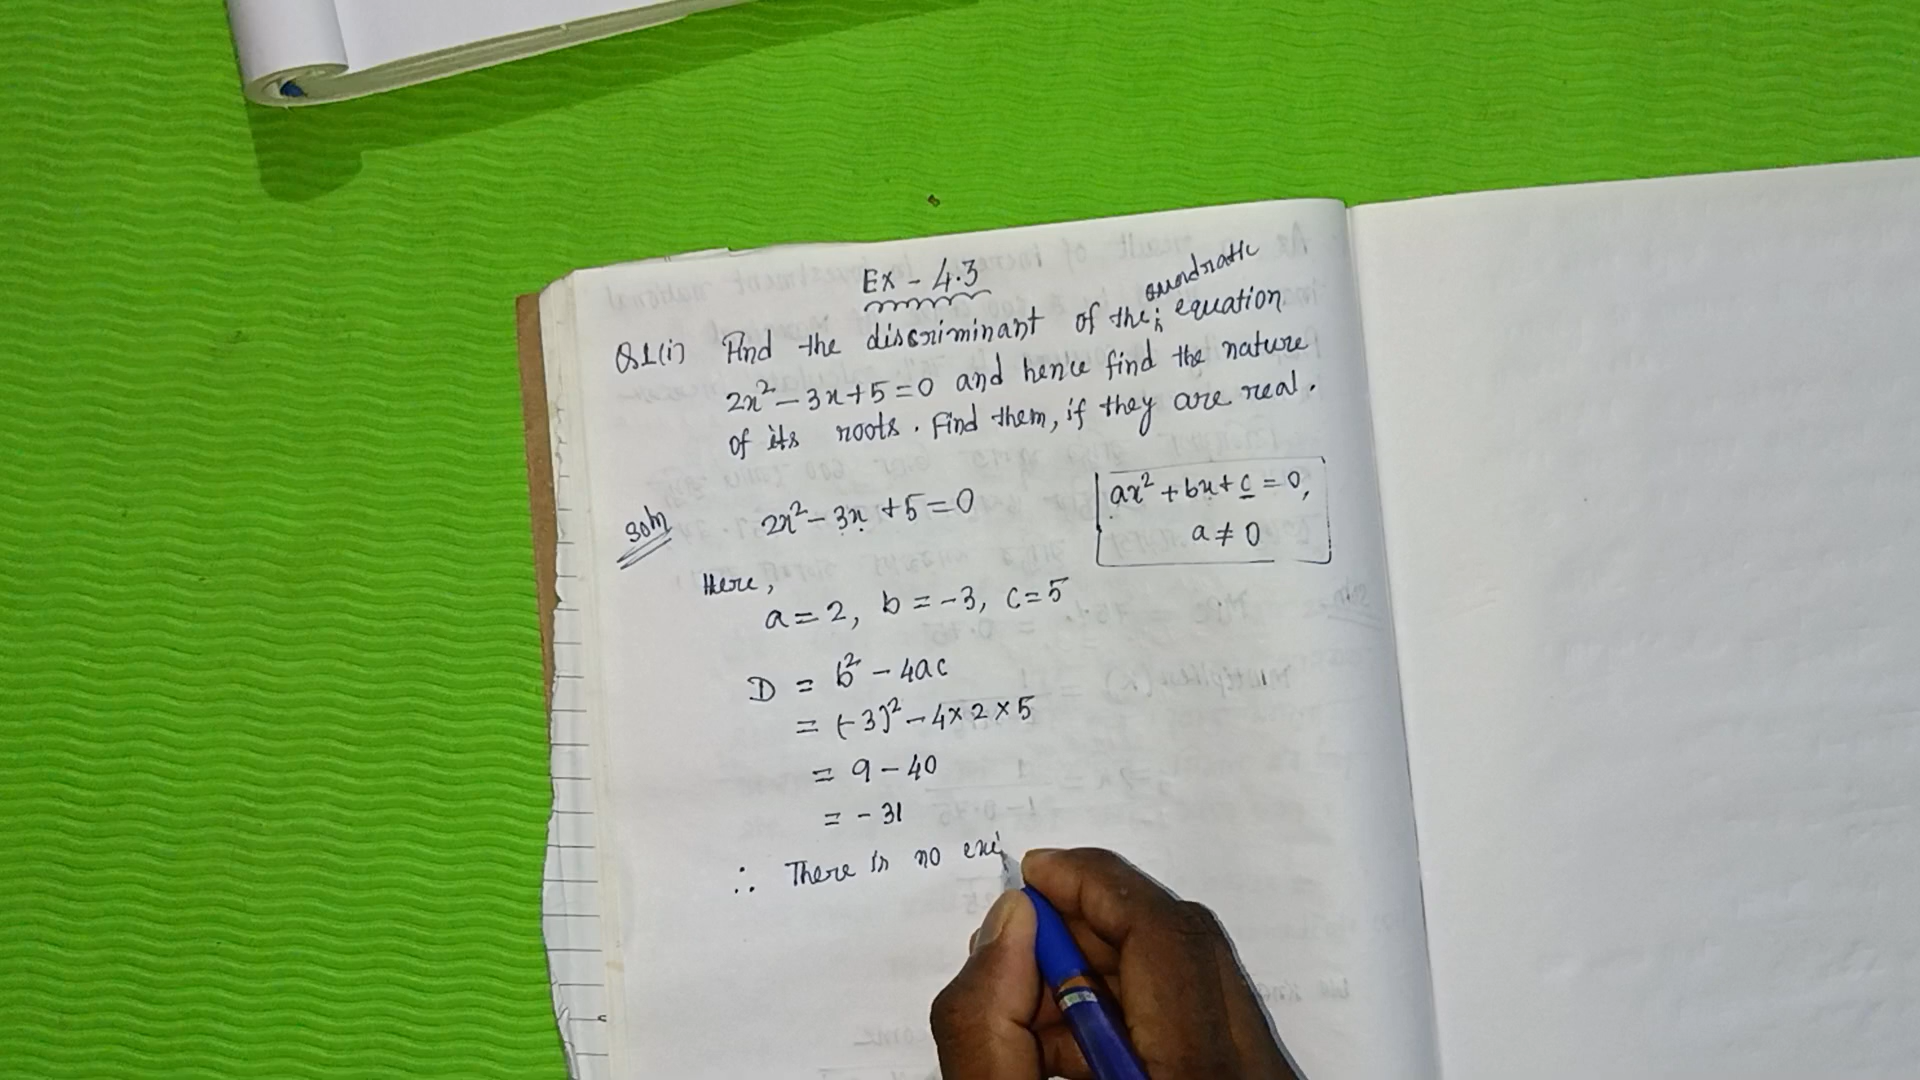 Ex - 4.3
Q1(i) Find the discriminant of the quadratic equation
2x² - 3x + 5 = 0 and hence find the nature
of its roots. Find them, if they are real.
Soln 2x² - 3x + 5 = 0
ax² + bx + c = 0,
a ≠ 0
Here,
a = 2, b = -3, c = 5
D = b² - 4ac
= (-3)² - 4 × 2 × 5
= 9 - 40
= - 31
∴ There is no exi